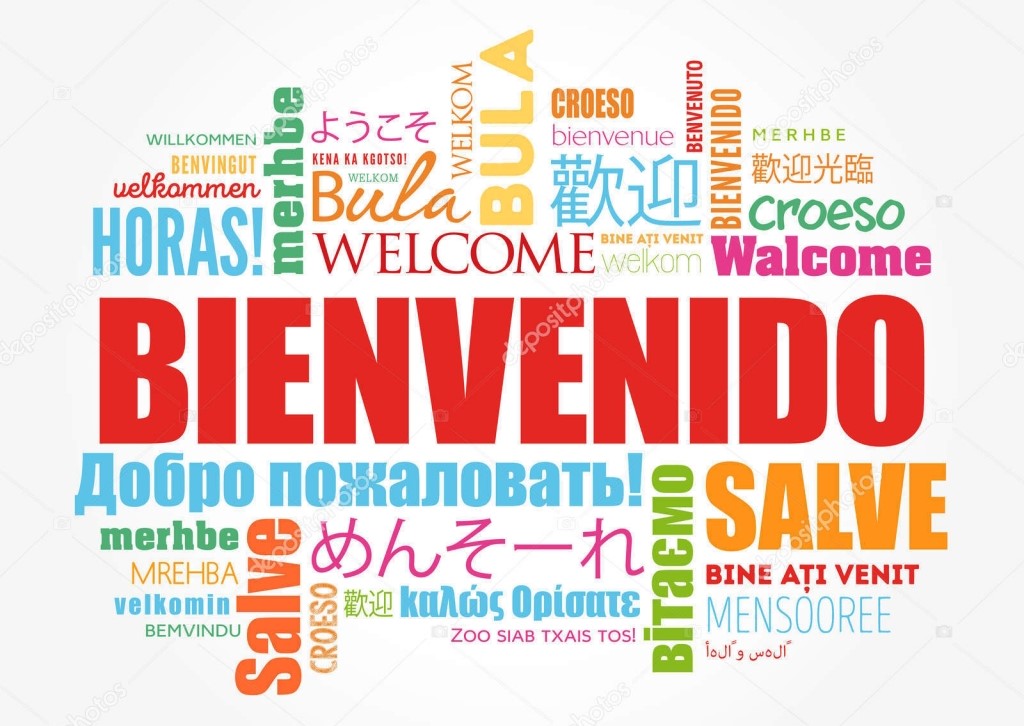 BULA
WELKOM
CROESO
BENVENUTO
BIENVENIDO
merhbe
ようこそ
bienvenue
MERHBE
WILLKOMMEN
KENA KA KGOTSO!
BENVINGUT
WELKOM
歡迎
歡迎光臨
velkommen
Bula
Croeso
HORAS!
WELCOME
BINE AȚI VENIT
welkom
Walcome
BIENVENIDO
Добро пожаловать!
Вітаємо
SALVE
merhbe
Salve
めんそーれ
MREHBA
BINE AȚI VENIT
velkomin
CROESO
歡迎
καλώς Ορίσατε
MENSÓOREE
BEMVINDU
ZOO SIAB TXAIS TOS!